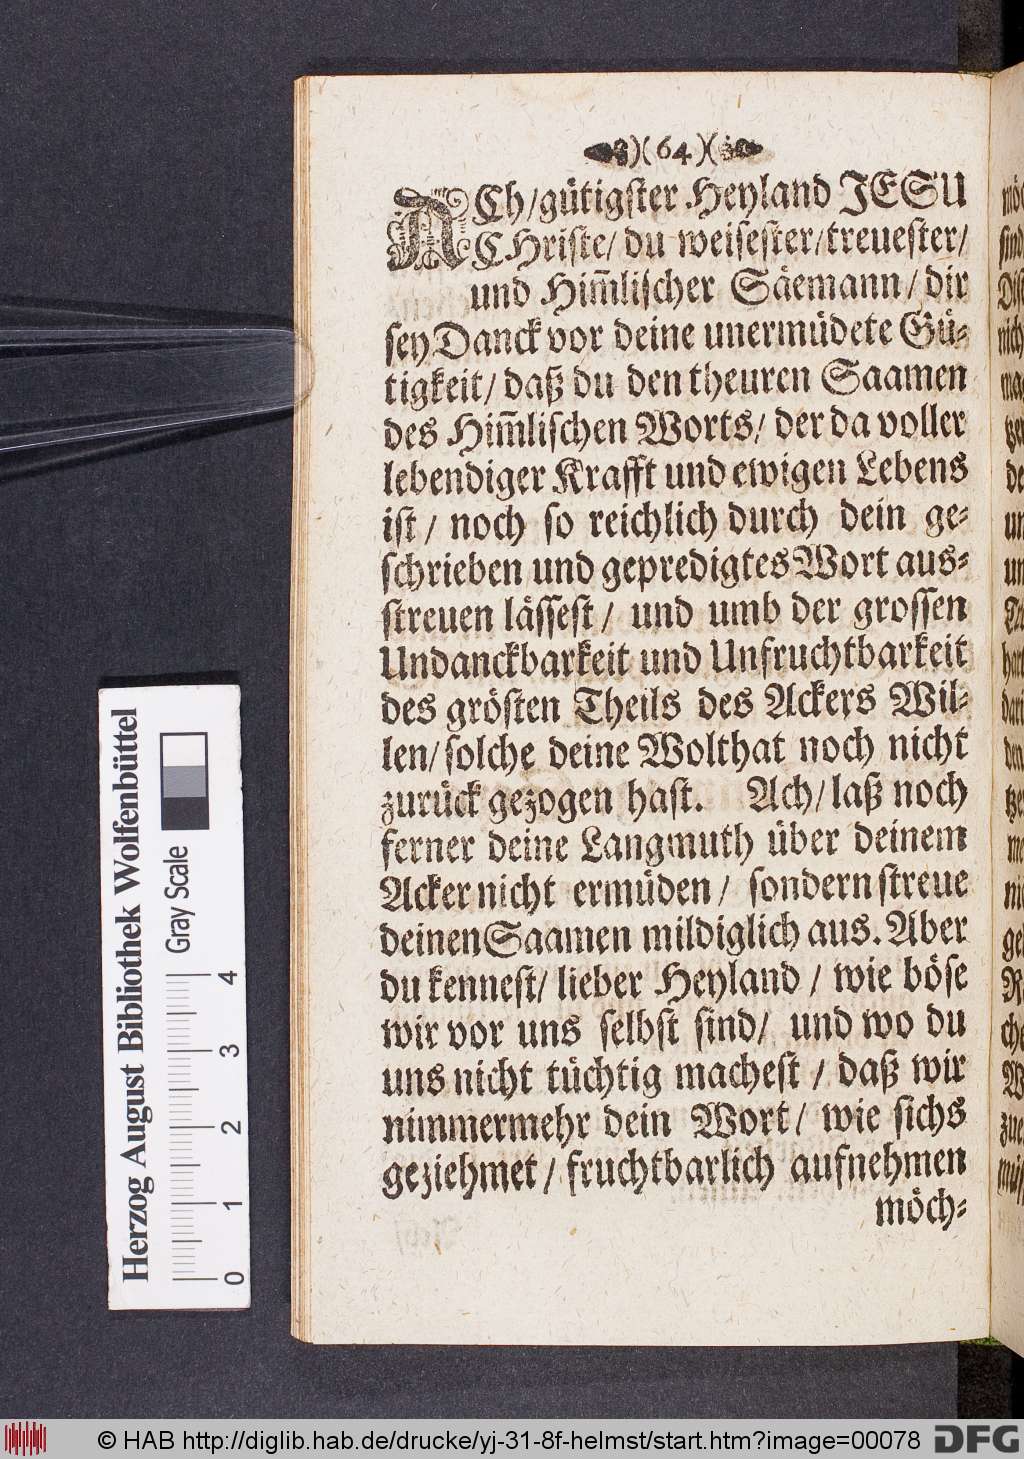 )(64)(
ACh/gütigſter Heyland JESU
CHriſte/ du weiſeſter/treueſter/
und Him̃liſcher Säemann/ dir
ſey Danck vor deine unermüdete Gü-
tigkeit/ daß du den theuren Saamen
des Him̃liſchen Worts/ der da voller
lebendiger Krafft und ewigen Lebens
iſt/ noch ſo reichlich durch dein ge-
ſchrieben und gepredigtes Wort aus-
ſtreuen läſſeſt/ und umb der groſſen
Undanckbarkeit und Unfruchtbarkeit
des gröſten Theils des Ackers Wil-
len/ſolche deine Wolthat noch nicht
zurück gezogen haſt. Ach/laß noch
ferner deine Langmuth über deinem
Acker nicht ermüden/ ſondern ſtreue
deinen Saamen mildiglich aus. Aber
du kenneſt/ lieber Heyland/ wie böſe
wir vor uns ſelbſt ſind/ und wo du
uns nicht tüchtig macheſt/ daß wir
nimmermehr dein Wort/ wie ſichs
geziehmet/ fruchtbarlich aufnehmen
möch-
Herzog August Bibliothek Wolfenbüttel
Gray Scale
0 1 2 3 4
© HAB http://diglib.hab.de/drucke/yj-31-8f-helmst/start.htm?image=00078
DFG